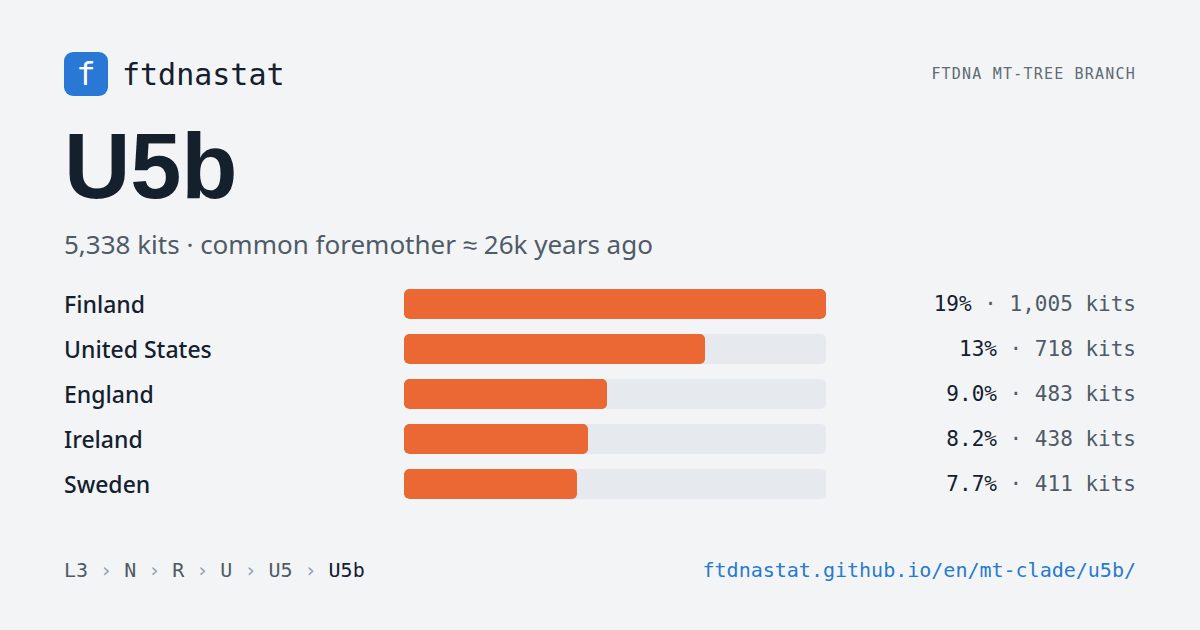 f ftdnastat
FTDNA MT-TREE BRANCH
U5b
5,338 kits · common foremother ≈ 26k years ago
Finland 19% · 1,005 kits
United States 13% · 718 kits
England 9.0% · 483 kits
Ireland 8.2% · 438 kits
Sweden 7.7% · 411 kits
L3 › N › R › U › U5 › U5b
ftdnastat.github.io/en/mt-clade/u5b/